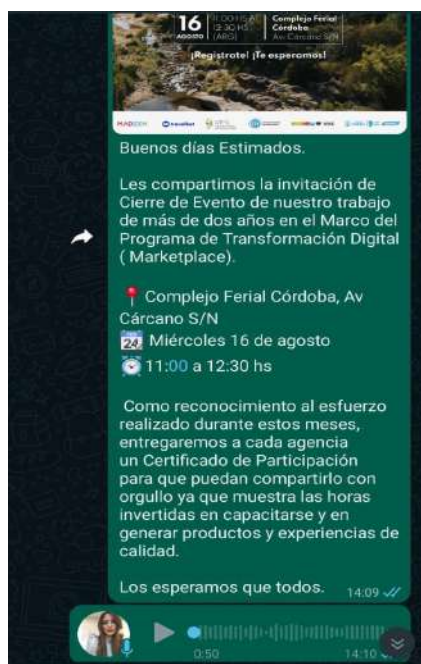 16
AGOSTO
11:00 HS A
12:30 HS
(ARG)
Complejo Ferial
Córdoba
Av. Cárcano S/N
¡Registrate! ¡Te esperamos!
Buenos días Estimados.
Les compartimos la invitación de
Cierre de Evento de nuestro trabajo
de más de dos años en el Marco del
Programa de Transformación Digital
( Marketplace).
Complejo Ferial Córdoba, Av
Cárcano S/N
24 Miércoles 16 de agosto
11:00 a 12:30 hs
Como reconocimiento al esfuerzo
realizado durante estos meses,
entregaremos a cada agencia
un Certificado de Participación
para que puedan compartirlo con
orgullo ya que muestra las horas
invertidas en capacitarse y en
generar productos y experiencias de
calidad.
Los esperamos que todos. 14:09
0:50 14:10